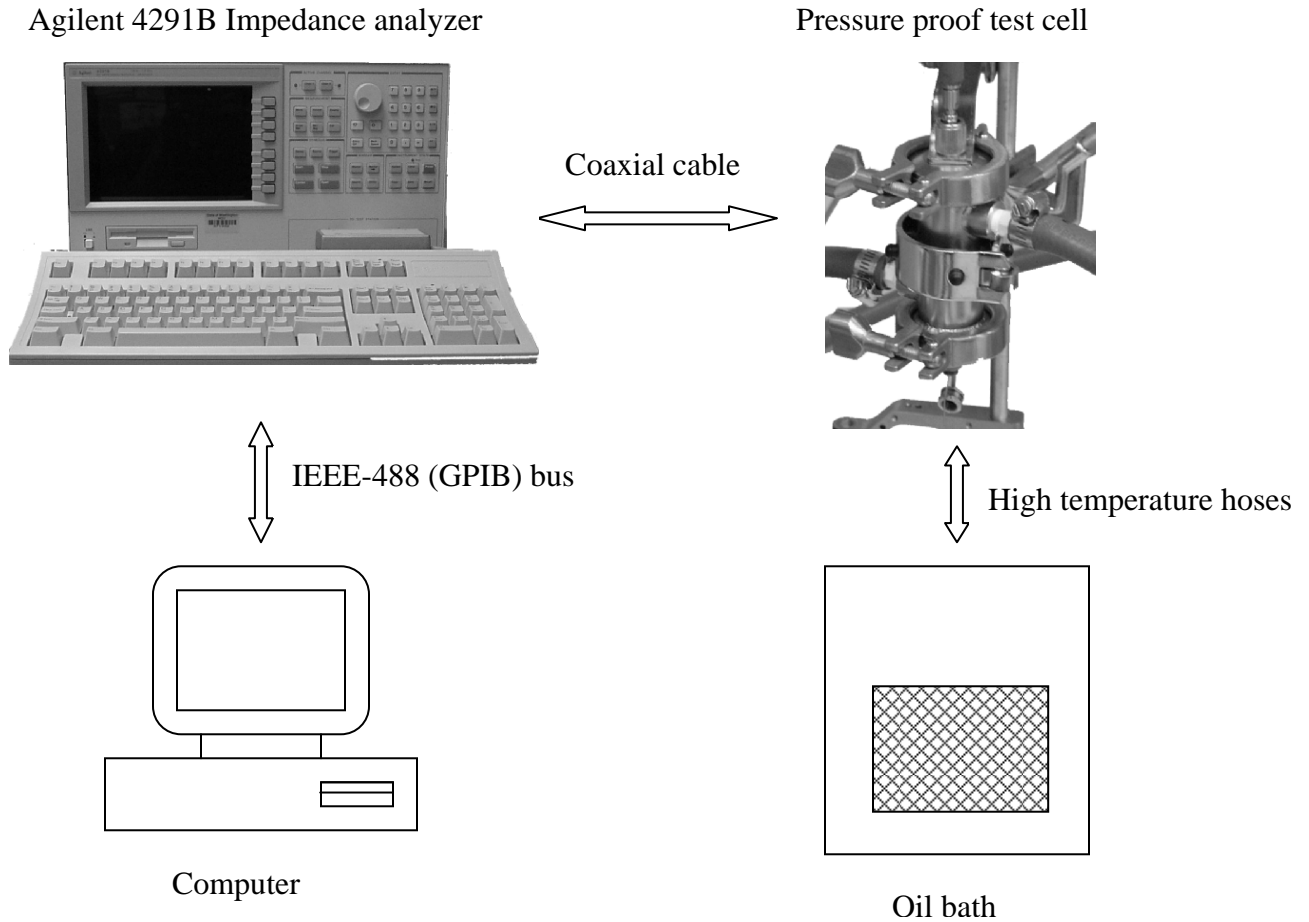 Agilent 4291B Impedance analyzer
Pressure proof test cell
Coaxial cable
IEEE-488 (GPIB) bus
High temperature hoses
Computer
Oil bath